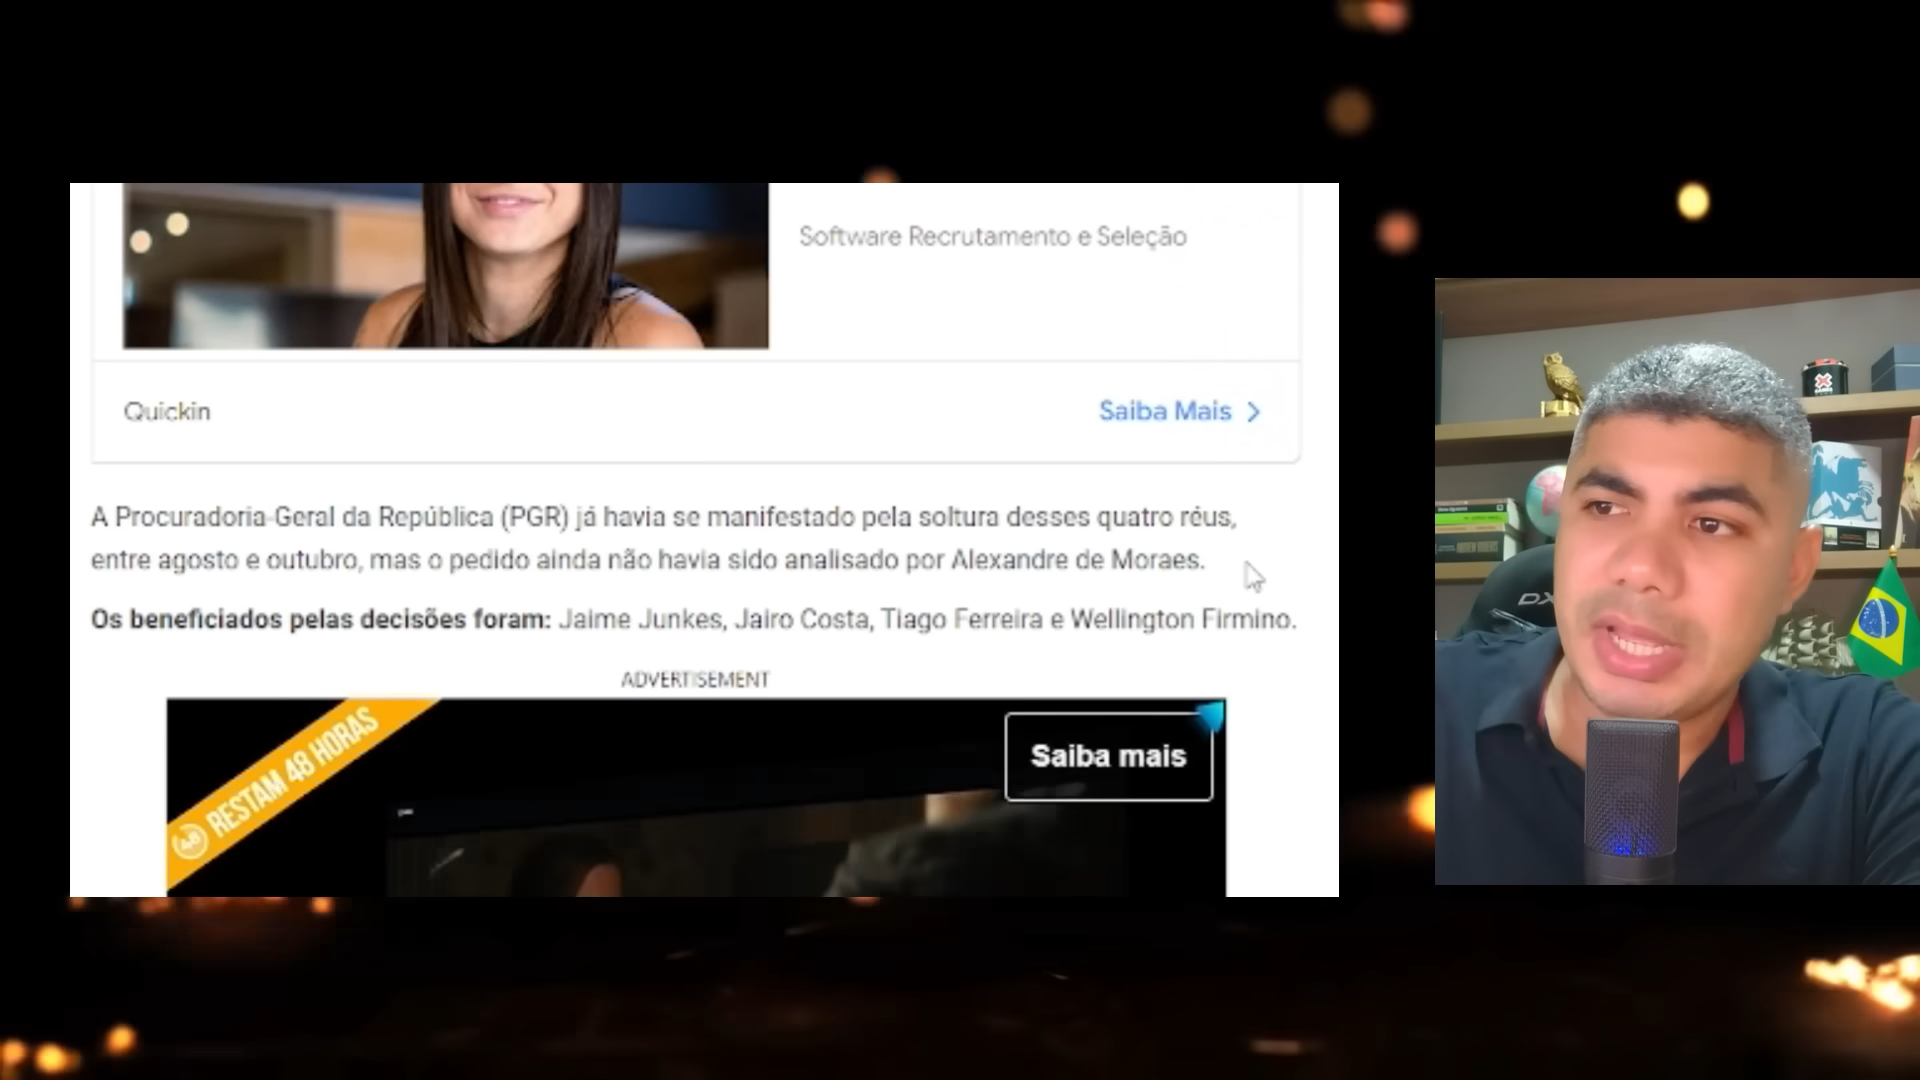 Software Recrutamento e Seleção
Quickin
Saiba Mais
A Procuradoria-Geral da República (PGR) já havia se manifestado pela soltura desses quatro réus,
entre agosto e outubro, mas o pedido ainda não havia sido analisado por Alexandre de Moraes.
Os beneficiados pelas decisões foram: Jaime Junkes, Jairo Costa, Tiago Ferreira e Wellington Firmino.
ADVERTISEMENT
48 RESTAM 48 HORAS
Saiba mais
DX